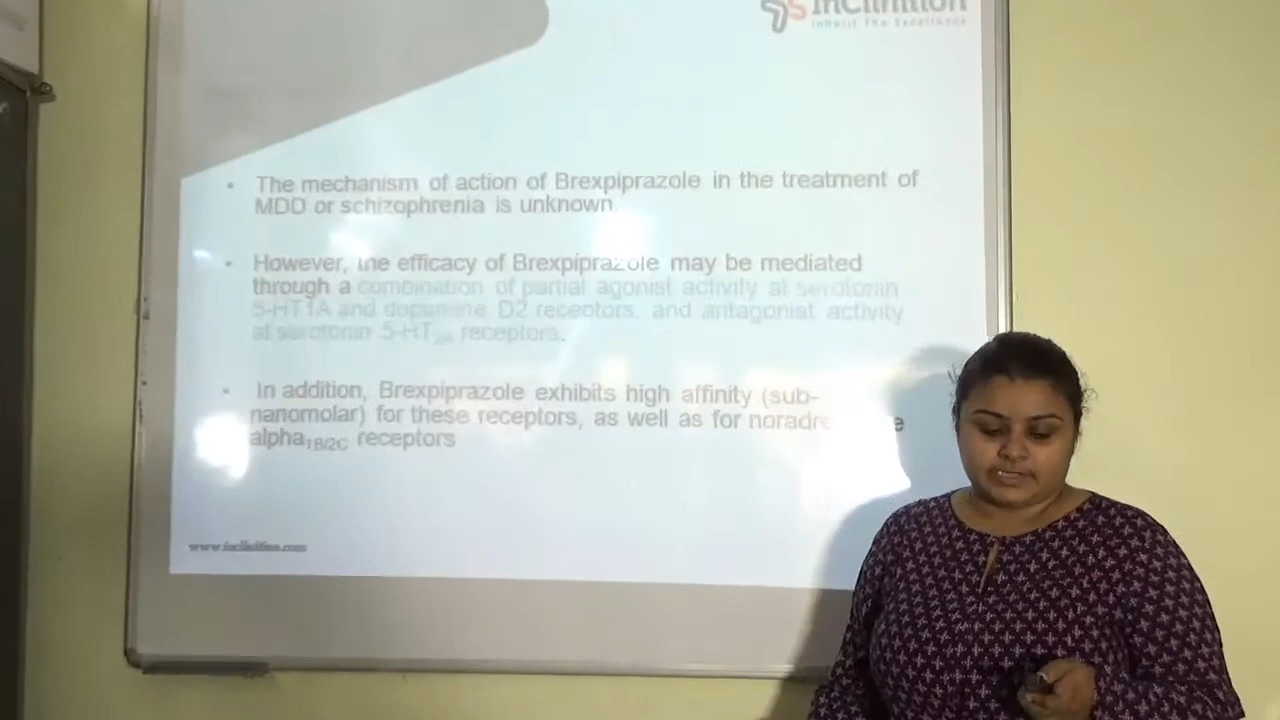 InClinition
Inherit The Excellence
• The mechanism of action of Brexpiprazole in the treatment of
MDD or schizophrenia is unknown.
• However, the efficacy of Brexpiprazole may be mediated
through a combination of partial agonist activity at serotonin
5-HT1A and dopamine D2 receptors, and antagonist activity
at serotonin 5-HT2A receptors.
• In addition, Brexpiprazole exhibits high affinity (sub-
nanomolar) for these receptors, as well as for noradre e
alpha1B/2C receptors
www.inclinition.com